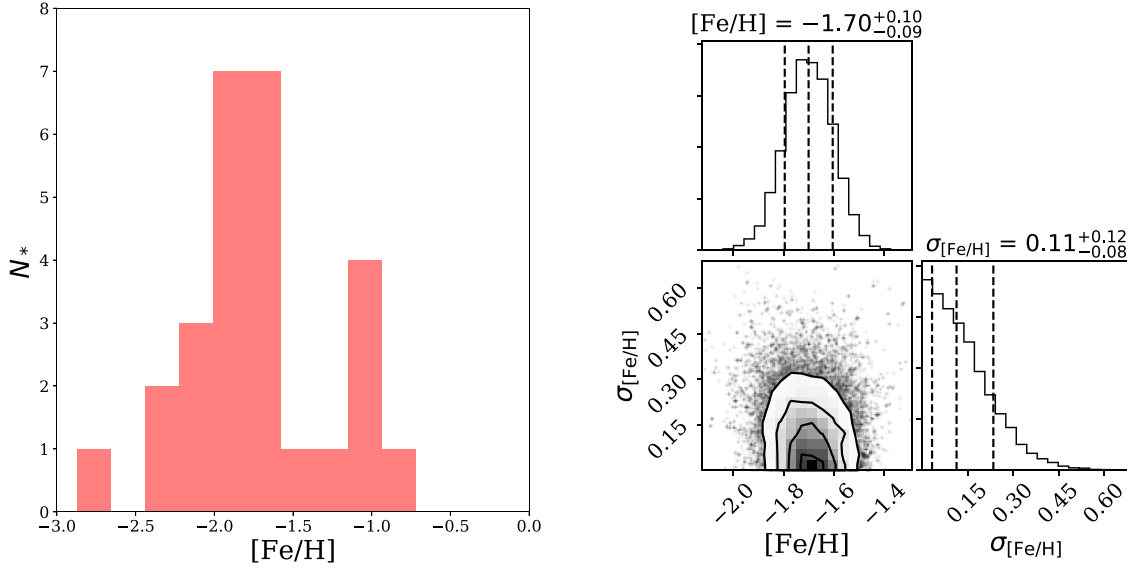 8
7
6
5
4
3
2
1
0
N*
−3.0 −2.5 −2.0 −1.5 −1.0 −0.5 0.0
[Fe/H]
[Fe/H] = −1.70+0.10−0.09
σ[Fe/H] = 0.11+0.12−0.08
0.60
0.45
0.30
0.15
σ[Fe/H]
−2.0 −1.8 −1.6 −1.4
[Fe/H]
0.15 0.30 0.45 0.60
σ[Fe/H]